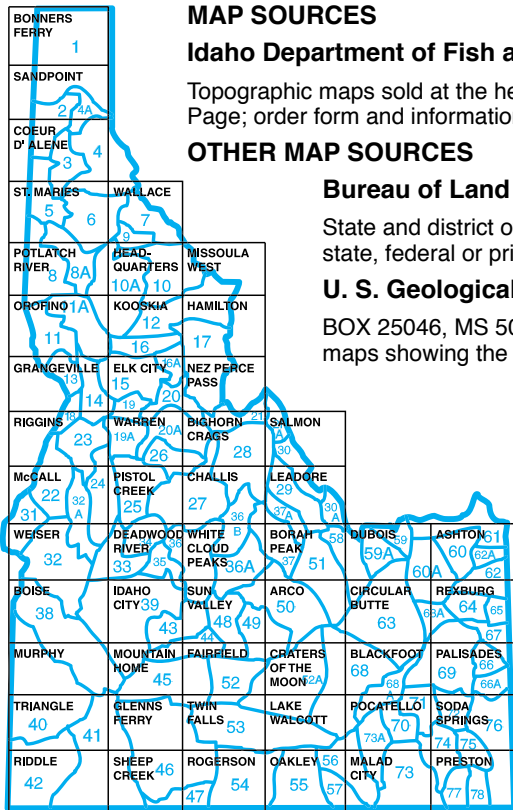 MAP SOURCES
Idaho Department of Fish a
Topographic maps sold at the he
Page; order form and information
OTHER MAP SOURCES
Bureau of Land
State and district o
state, federal or pri
U. S. Geological
BOX 25046, MS 50
maps showing the
BONNERS FERRY
1
SANDPOINT
2 4A
COEUR D' ALENE
3 4
ST. MARIES WALLACE
5 6 7
9
POTLATCH RIVER HEAD-QUARTERS MISSOULA WEST
8 8A 10A 10
OROFINO 11A KOOSKIA HAMILTON
11 12 16 17
GRANGEVILLE ELK CITY NEZ PERCE PASS
13 14 15 16A 19 20
RIGGINS WARREN BIGHORN CRAGS SALMON
18 23 19A 20A 26 28 21 30
McCALL PISTOL CREEK CHALLIS LEADORE
22 24 31 32A 25 27 36B 29 37A 30A
WEISER DEADWOOD RIVER WHITE CLOUD PEAKS BORAH PEAK DUBOIS ASHTON
32 33 35 36 36A 37 51 58 59 59A 60 61 62A 62 60A
BOISE IDAHO CITY SUN VALLEY ARCO CIRCULAR BUTTE REXBURG
38 39 43 44 48 49 50 63 63A 64 65 67
MURPHY MOUNTAIN HOME FAIRFIELD CRATERS OF THE MOON BLACKFOOT PALISADES
45 52 52A 68 68A 69 66 66A
TRIANGLE GLENNS FERRY TWIN FALLS LAKE WALCOTT POCATELLO SODA SPRINGS
40 41 53 70 71 73A 74 75 76
RIDDLE SHEEP CREEK ROGERSON OAKLEY MALAD CITY PRESTON
42 46 47 54 55 56 57 73 77 78